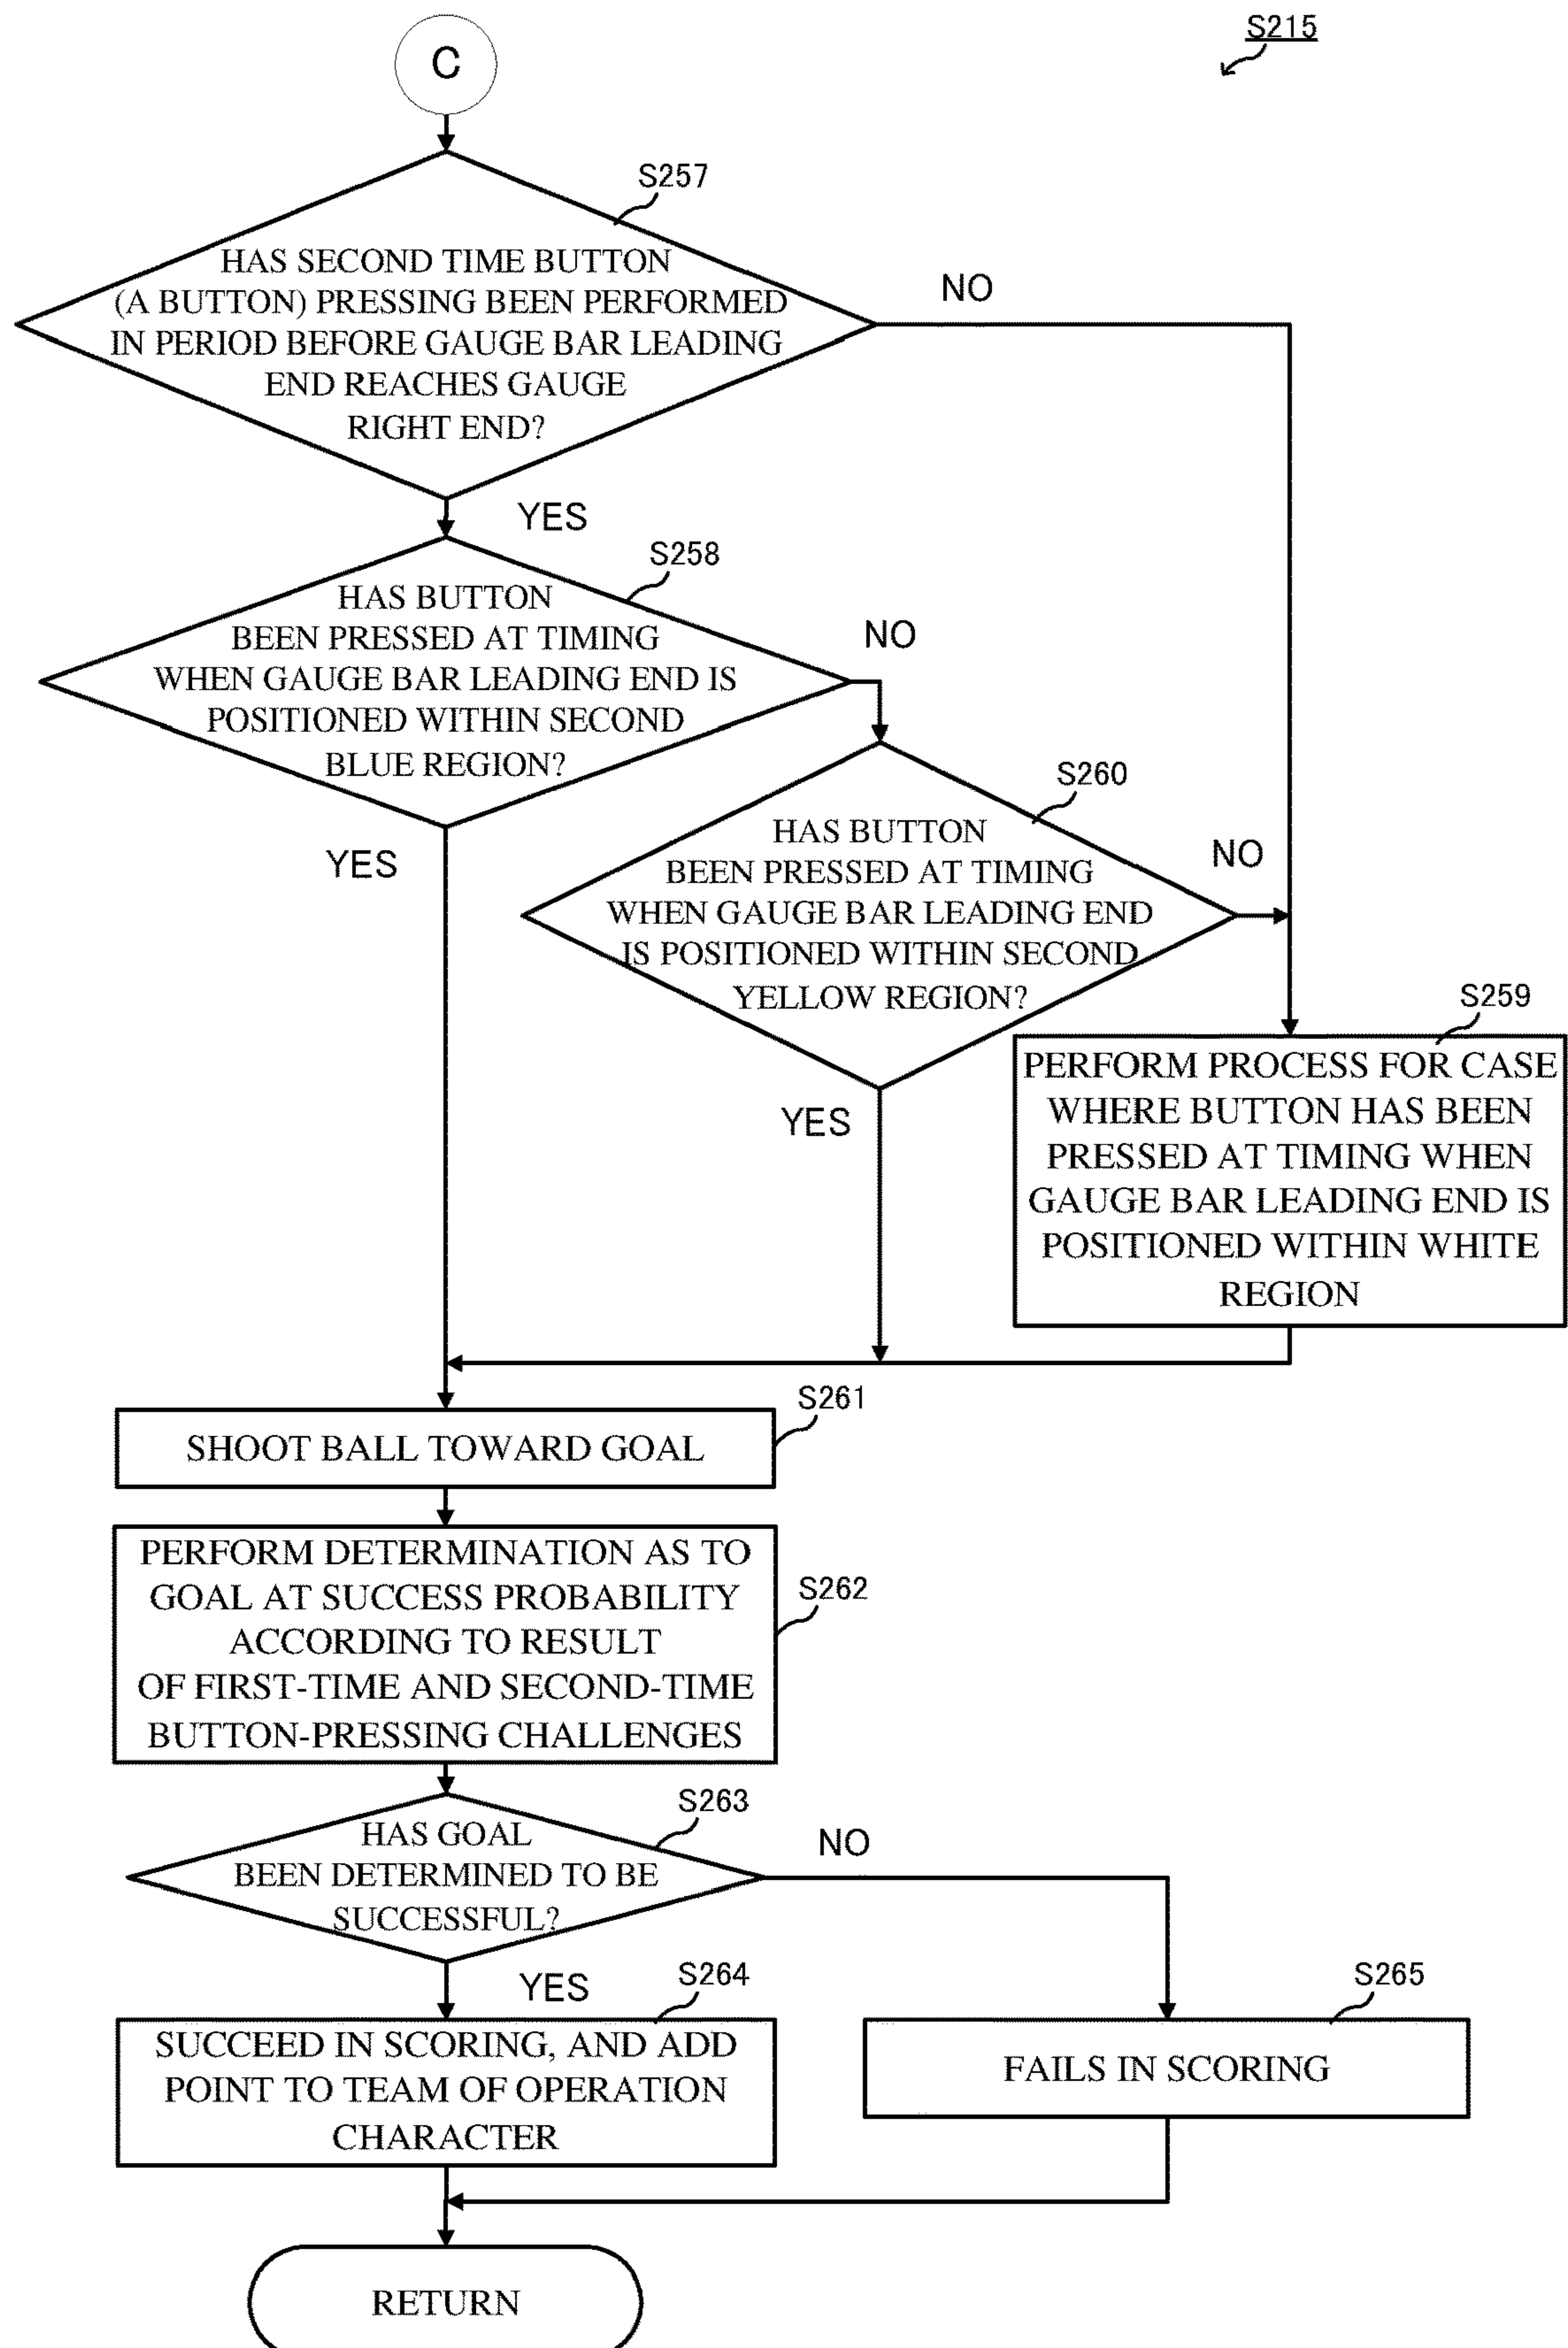 S215
C
S257
HAS SECOND TIME BUTTON
(A BUTTON) PRESSING BEEN PERFORMED
IN PERIOD BEFORE GAUGE BAR LEADING
END REACHES GAUGE
RIGHT END?
NO
YES
S258
HAS BUTTON
BEEN PRESSED AT TIMING
WHEN GAUGE BAR LEADING END IS
POSITIONED WITHIN SECOND
BLUE REGION?
NO
YES
S260
HAS BUTTON
BEEN PRESSED AT TIMING
WHEN GAUGE BAR LEADING END
IS POSITIONED WITHIN SECOND
YELLOW REGION?
NO
YES
S259
PERFORM PROCESS FOR CASE
WHERE BUTTON HAS BEEN
PRESSED AT TIMING WHEN
GAUGE BAR LEADING END IS
POSITIONED WITHIN WHITE
REGION
S261
SHOOT BALL TOWARD GOAL
S262
PERFORM DETERMINATION AS TO
GOAL AT SUCCESS PROBABILITY
ACCORDING TO RESULT
OF FIRST-TIME AND SECOND-TIME
BUTTON-PRESSING CHALLENGES
S263
HAS GOAL
BEEN DETERMINED TO BE
SUCCESSFUL?
NO
YES
S264
SUCCEED IN SCORING, AND ADD
POINT TO TEAM OF OPERATION
CHARACTER
S265
FAILS IN SCORING
RETURN